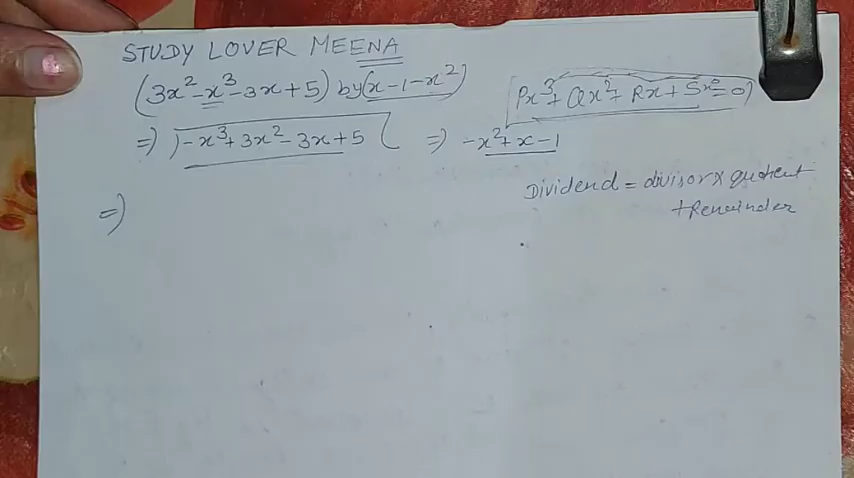 STUDY LOVER MEENA
(3x² - x³ - 3x + 5) by (x - 1 - x²)
[Px³ + Qx² + Rx + Sx⁰ = 0)
⇒ ) -x³ + 3x² - 3x + 5 ( ⇒ -x² + x - 1
Dividend = divisor x quotient
+ Remainder
⇒